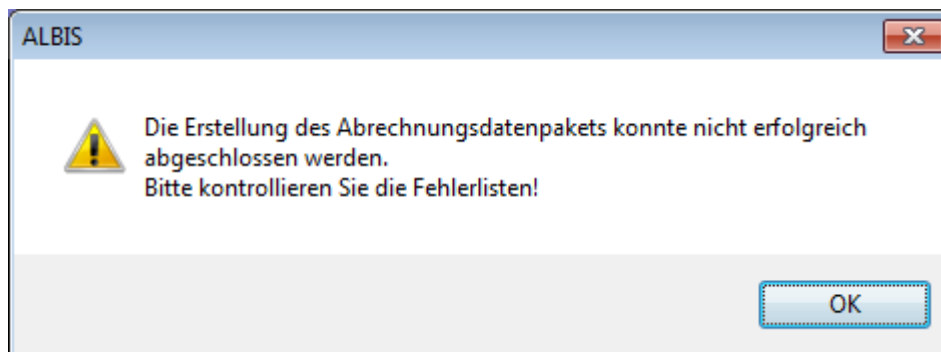 ALBIS
Die Erstellung des Abrechnungsdatenpakets konnte nicht erfolgreich
abgeschlossen werden.
Bitte kontrollieren Sie die Fehlerlisten!
OK